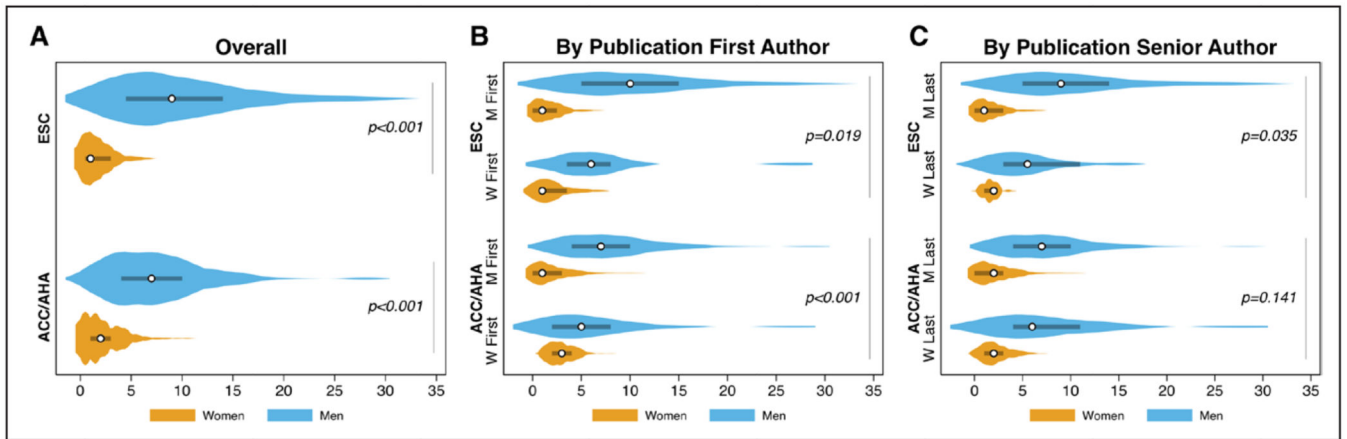 A
Overall
ESC
p<0.001
ACC/AHA
p<0.001
0 5 10 15 20 25 30 35
Women Men
B
By Publication First Author
ESC
M First
W First
p=0.019
ACC/AHA
M First
W First
p<0.001
0 5 10 15 20 25 30 35
Women Men
C
By Publication Senior Author
ESC
M Last
W Last
p=0.035
ACC/AHA
M Last
W Last
p=0.141
0 5 10 15 20 25 30 35
Women Men